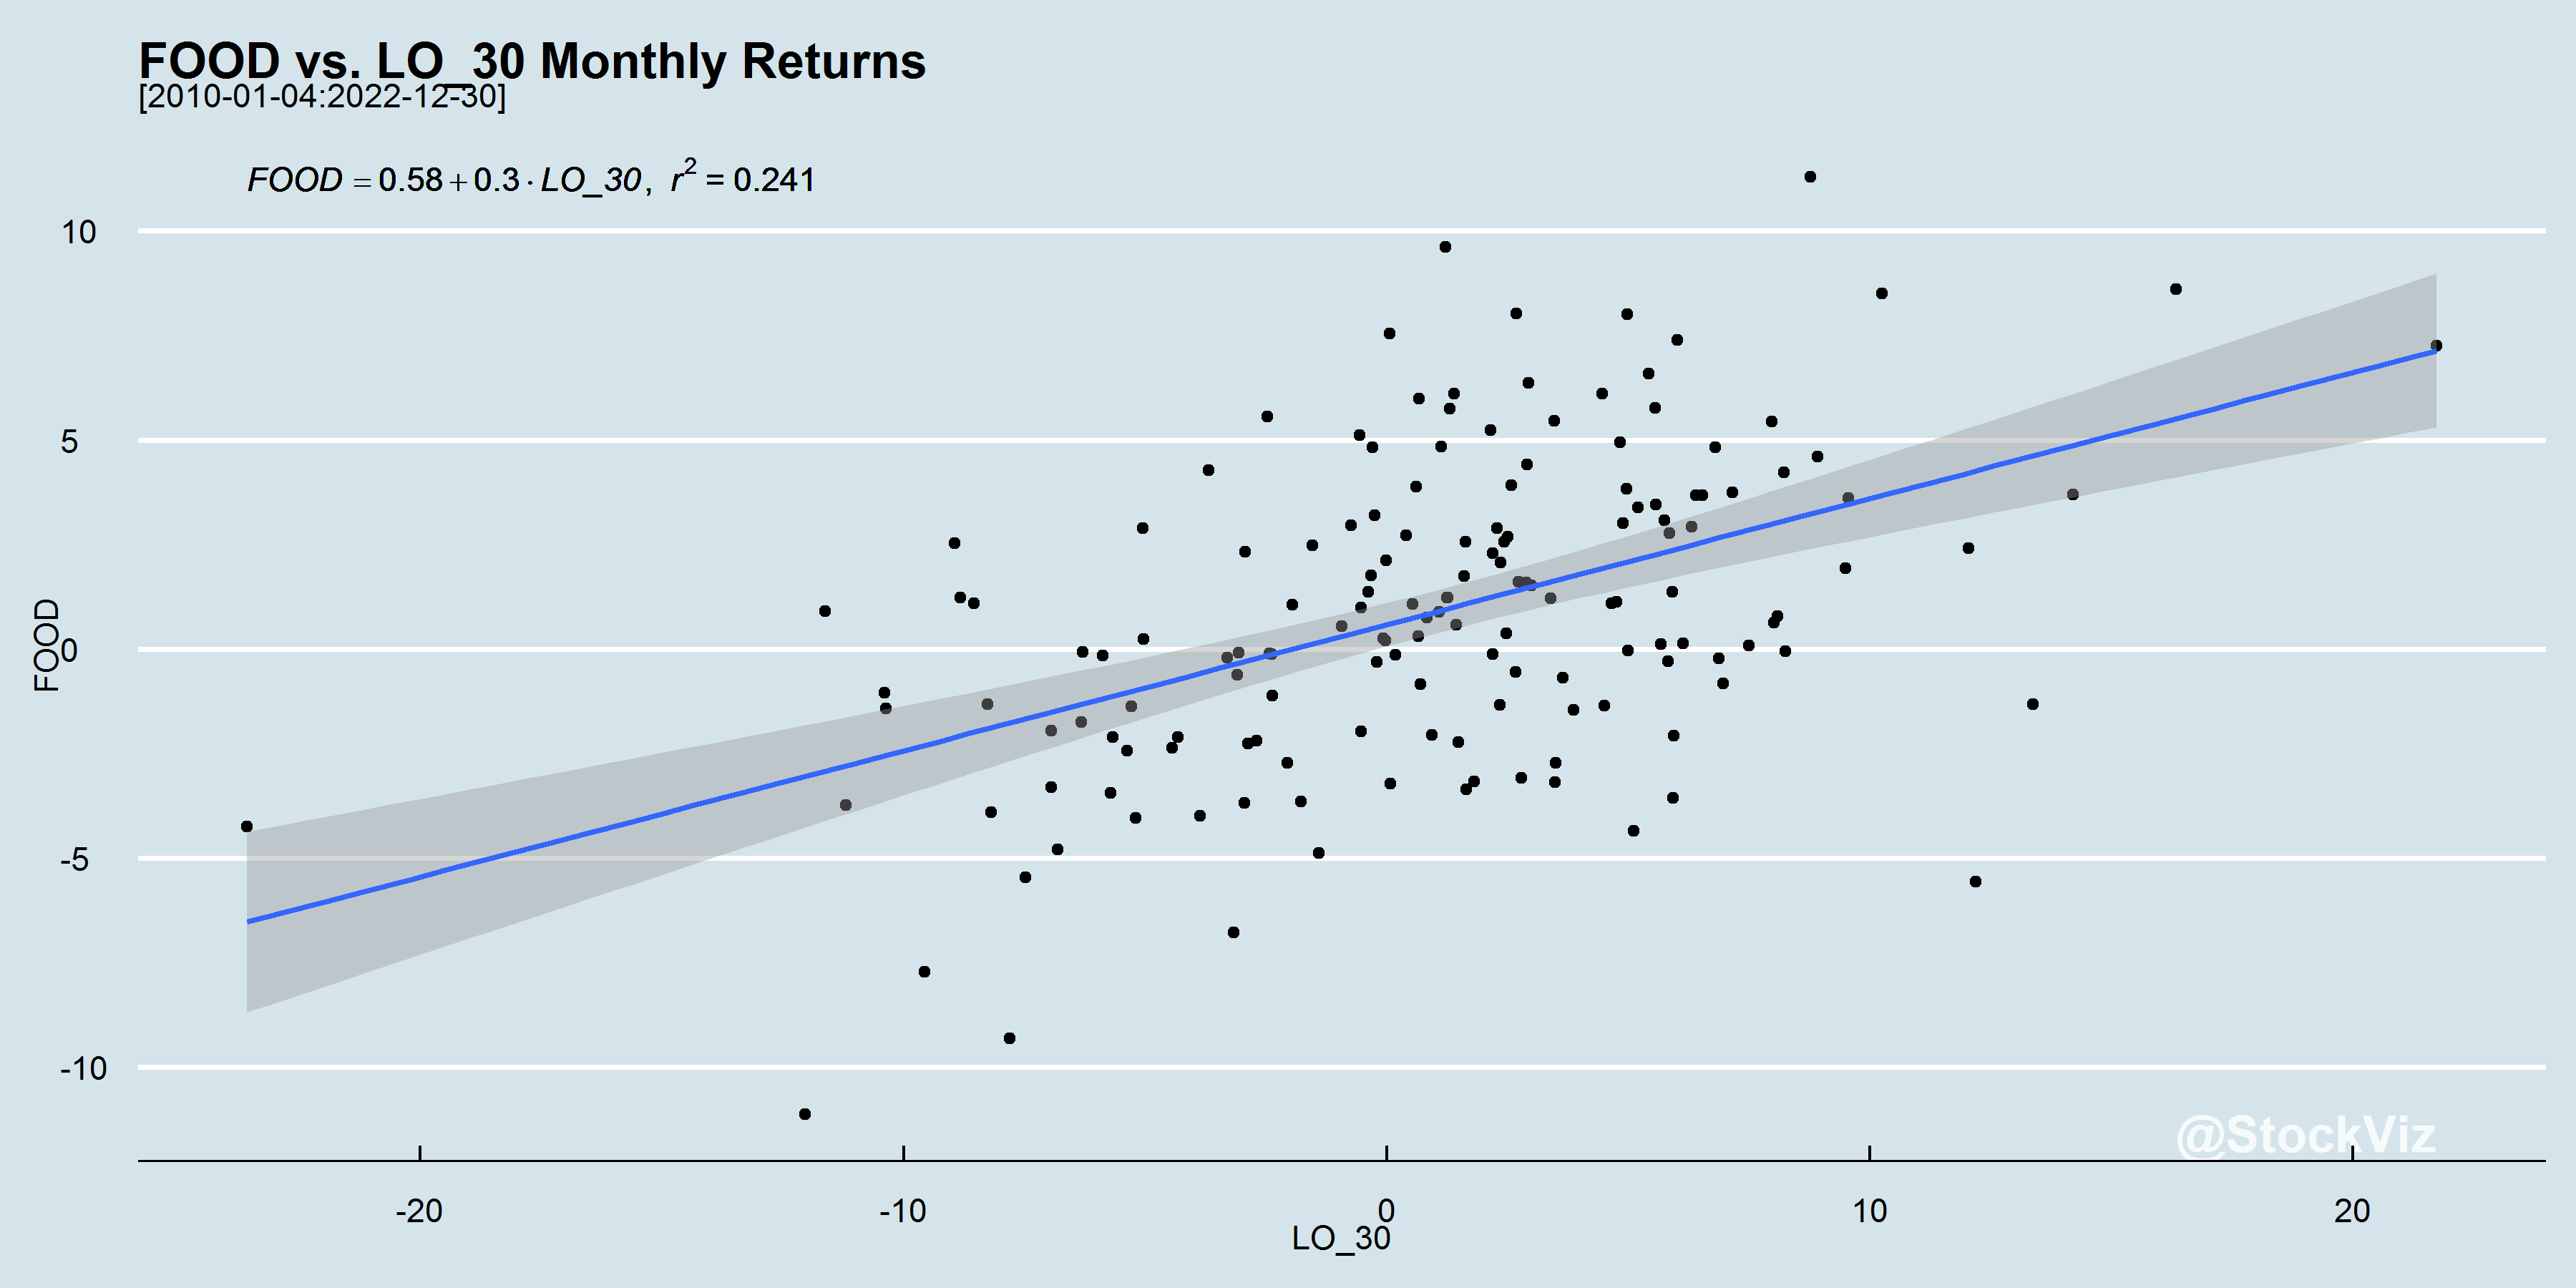 FOOD vs. LO_30 Monthly Returns
[2010-01-04:2022-12-30]
FOOD = 0.58 + 0.3 · LO_30, r² = 0.241
10
5
0
-5
-10
FOOD
@StockViz
-20 -10 0 10 20
LO_30